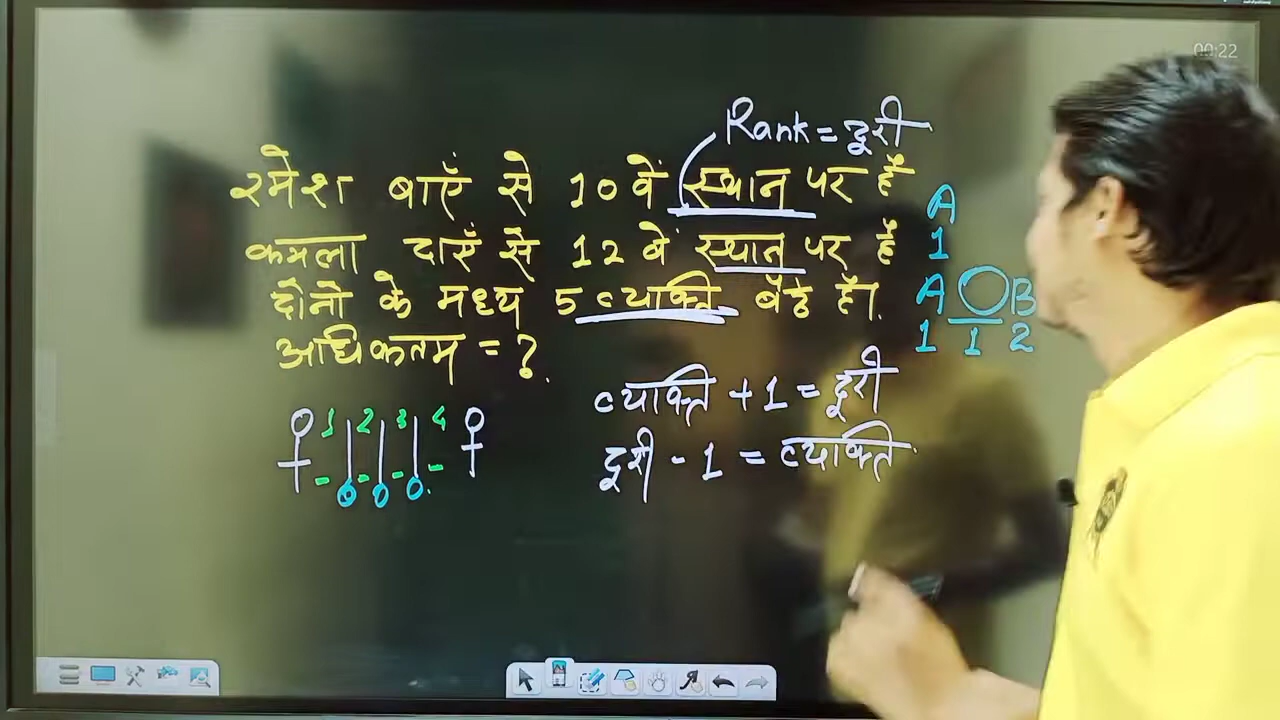 00:22
Rank = दूरी
रमेश बाएँ से 10 वें स्थान पर हैं
कमला दाएँ से 12 वें स्थान पर हैं
दोनो के मध्य 5 व्यक्ति बैठे हैं।
अधिकतम = ?
A
1
A B
1 1 2
व्यक्ति + 1 = दूरी
दूरी - 1 = व्यक्ति
1 2 3 4